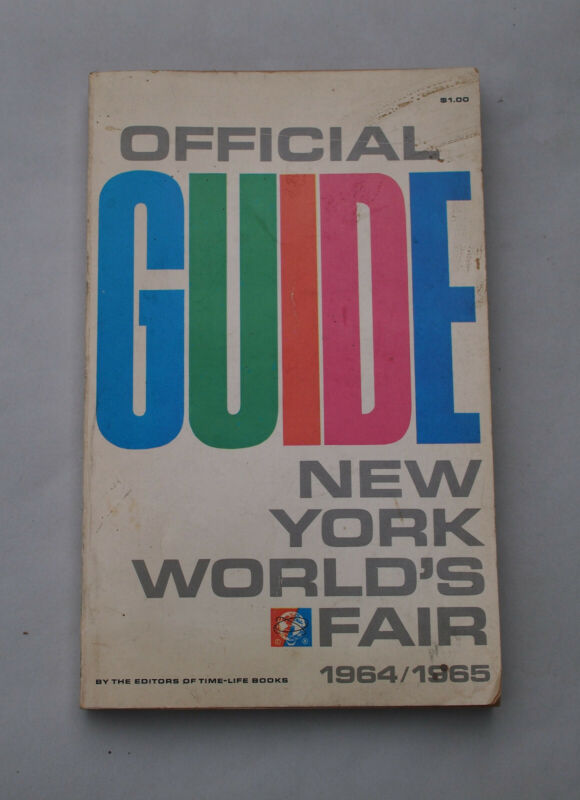 $1.00
OFFICIAL
GUIDE
NEW
YORK
WORLD'S
FAIR
1964/1965
BY THE EDITORS OF TIME-LIFE BOOKS